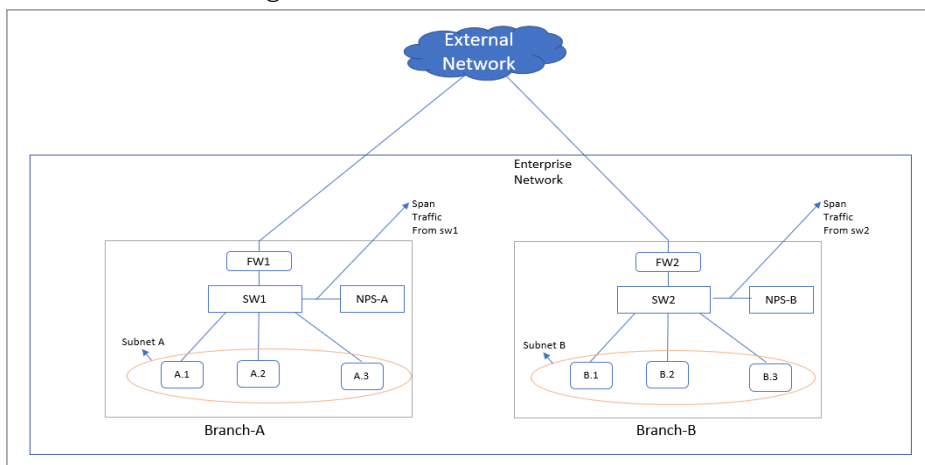 External
Network
Enterprise
Network
Span
Traffic
From sw1
Span
Traffic
From sw2
FW1
FW2
SW1
NPS-A
SW2
NPS-B
Subnet A
Subnet B
A.1
A.2
A.3
B.1
B.2
B.3
Branch-A
Branch-B